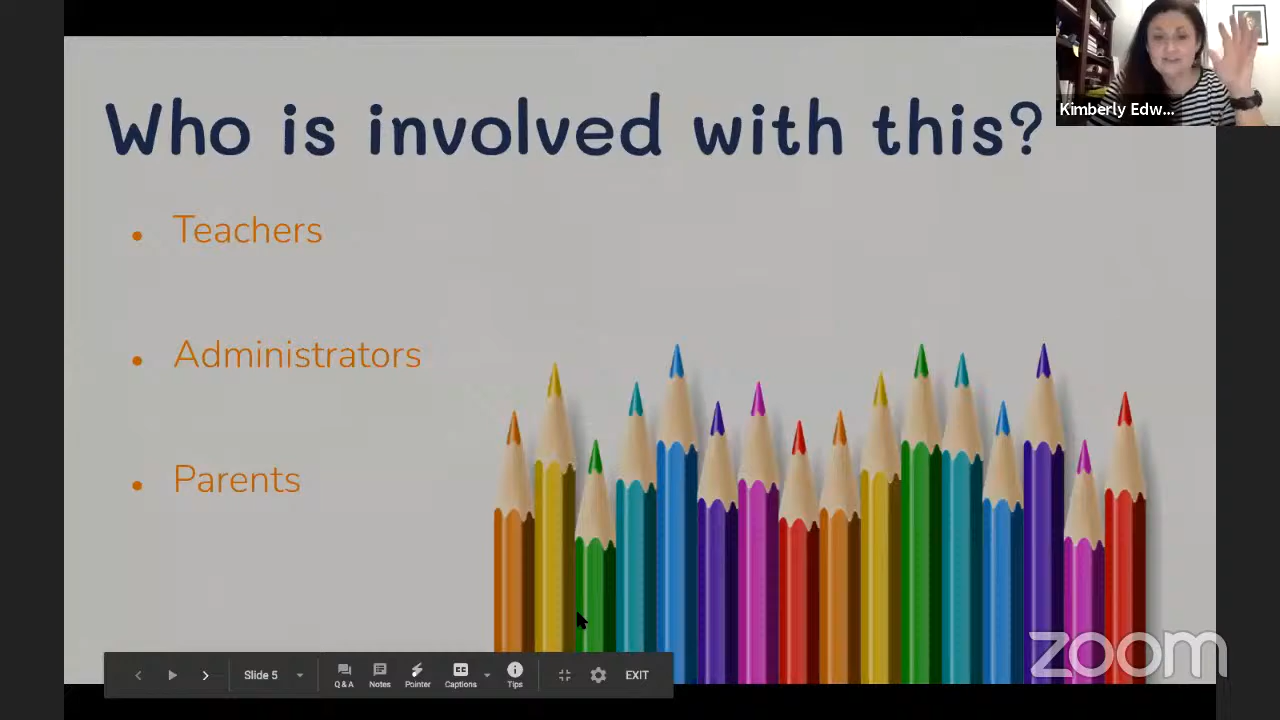 Who is involved with this?
Kimberly Edw...
• Teachers
• Administrators
• Parents
zoom
Slide 5
Q & A
Notes
Pointer
Captions
Tips
EXIT